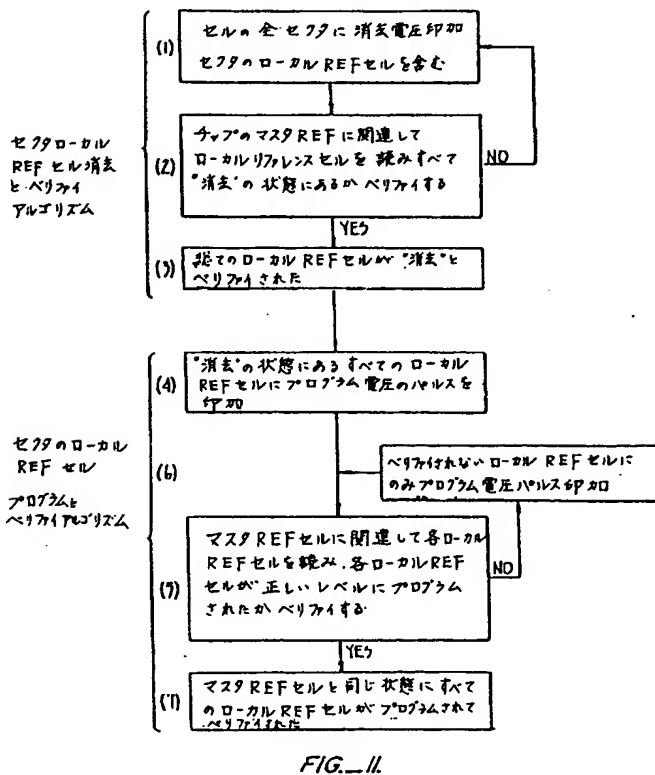 (1)
セルの全セクタに消去電圧印加
セクタのローカルREFセルを含む
セクタローカル
REFセル消去
とベリファイ
アルゴリズム
(2)
チップのマスタREFに関連して
ローカルリファレンスセルを読みすべて
"消去"の状態にあるかベリファイする
NO
YES
(3)
総てのローカルREFセルが"消去"と
ベリファイされた
(4)
"消去"の状態にあるすべてのローカル
REFセルにプログラム電圧のパルスを
印加
セクタのローカル
REFセル
プログラムと
ベリファイアルゴリズム
(6)
ベリファイされないローカルREFセルに
のみプログラム電圧パルス印加
(5)
マスタREFセルに関連して各ローカル
REFセルを読み、各ローカルREF
セルが正しいレベルにプログラム
されたかベリファイする
NO
YES
(7)
マスタREFセルと同じ状態にすべて
のローカルREFセルがプログラムされて
ベリファイされた
FIG._11.